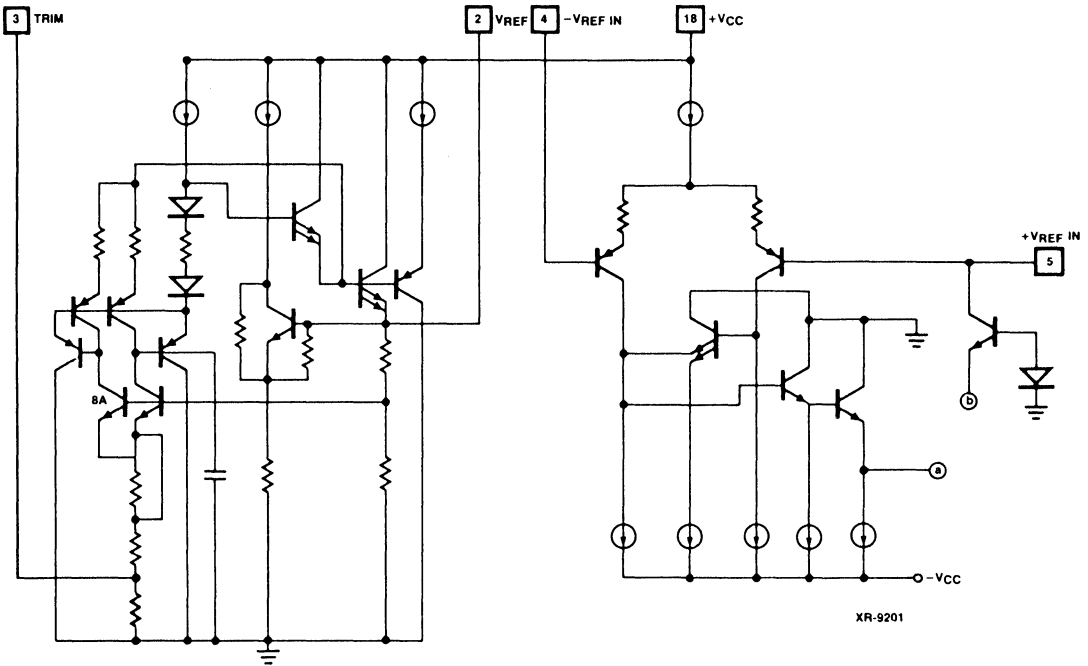 3 TRIM
2 VREF
4 −VREF IN
18 +VCC
+VREF IN
5
8A
b
a
−VCC
XR-9201